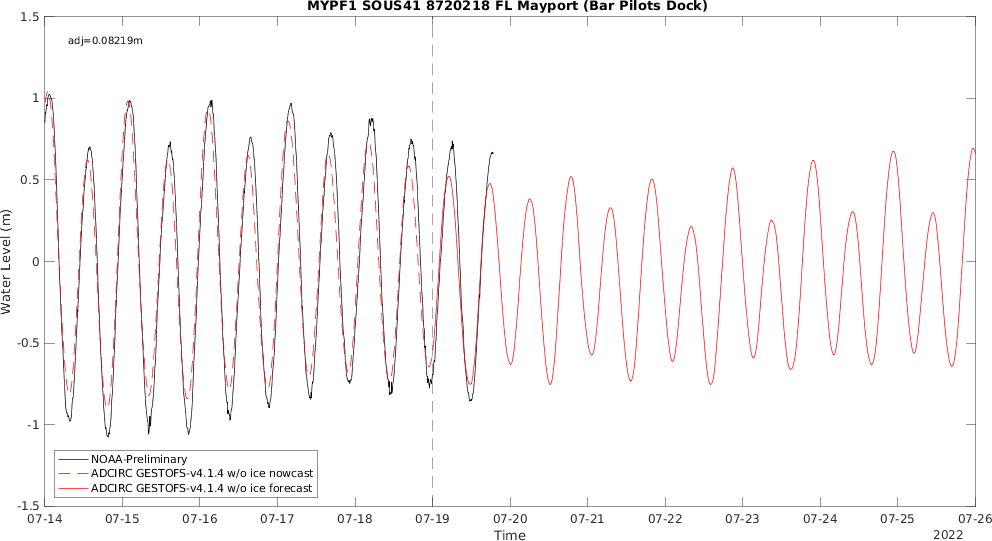 MYPF1 SOUS41 8720218 FL Mayport (Bar Pilots Dock)
adj=0.08219m
1.5
1
0.5
0
-0.5
-1
-1.5
Water Level (m)
NOAA-Preliminary
ADCIRC GESTOFS-v4.1.4 w/o ice nowcast
ADCIRC GESTOFS-v4.1.4 w/o ice forecast
07-14 07-15 07-16 07-17 07-18 07-19 07-20 07-21 07-22 07-23 07-24 07-25 07-26
Time
2022